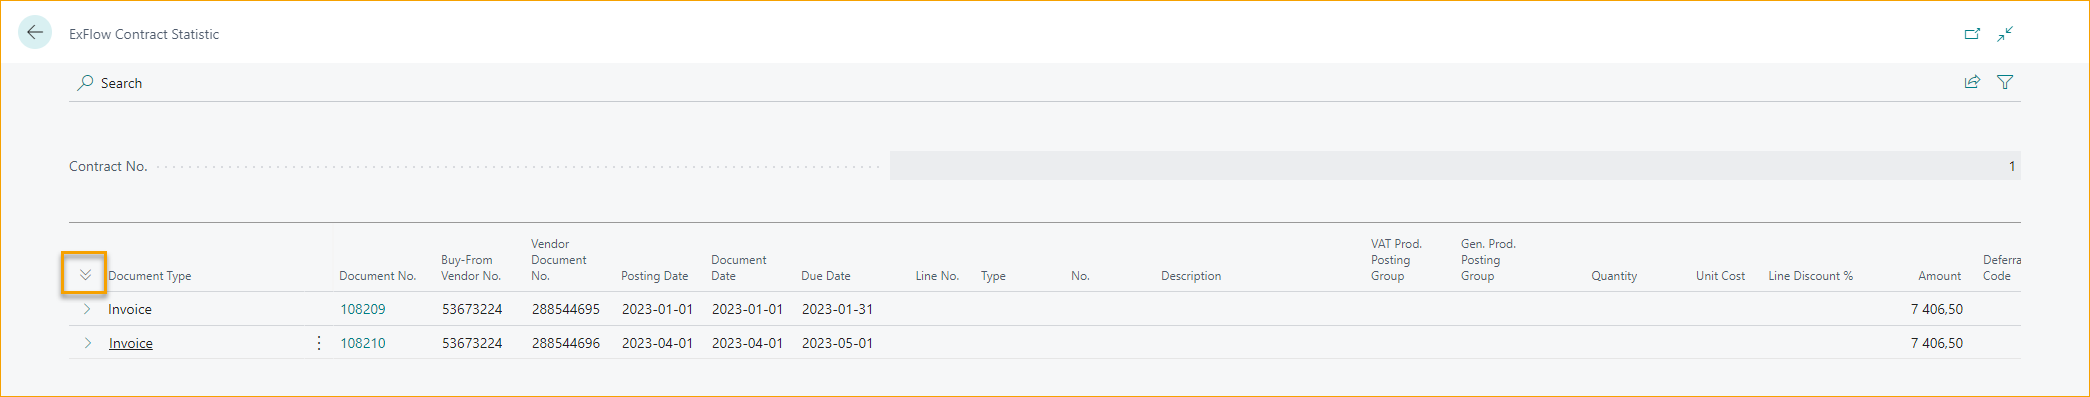 ExFlow Contract Statistic
Search
Contract No. 1
Document Type Document No. Buy-From Vendor No. Vendor Document No. Posting Date Document Date Due Date Line No. Type No. Description VAT Prod. Posting Group Gen. Prod. Posting Group Quantity Unit Cost Line Discount % Amount Deferra Code
Invoice 108209 53673224 288544695 2023-01-01 2023-01-01 2023-01-31 7 406,50
Invoice 108210 53673224 288544696 2023-04-01 2023-04-01 2023-05-01 7 406,50